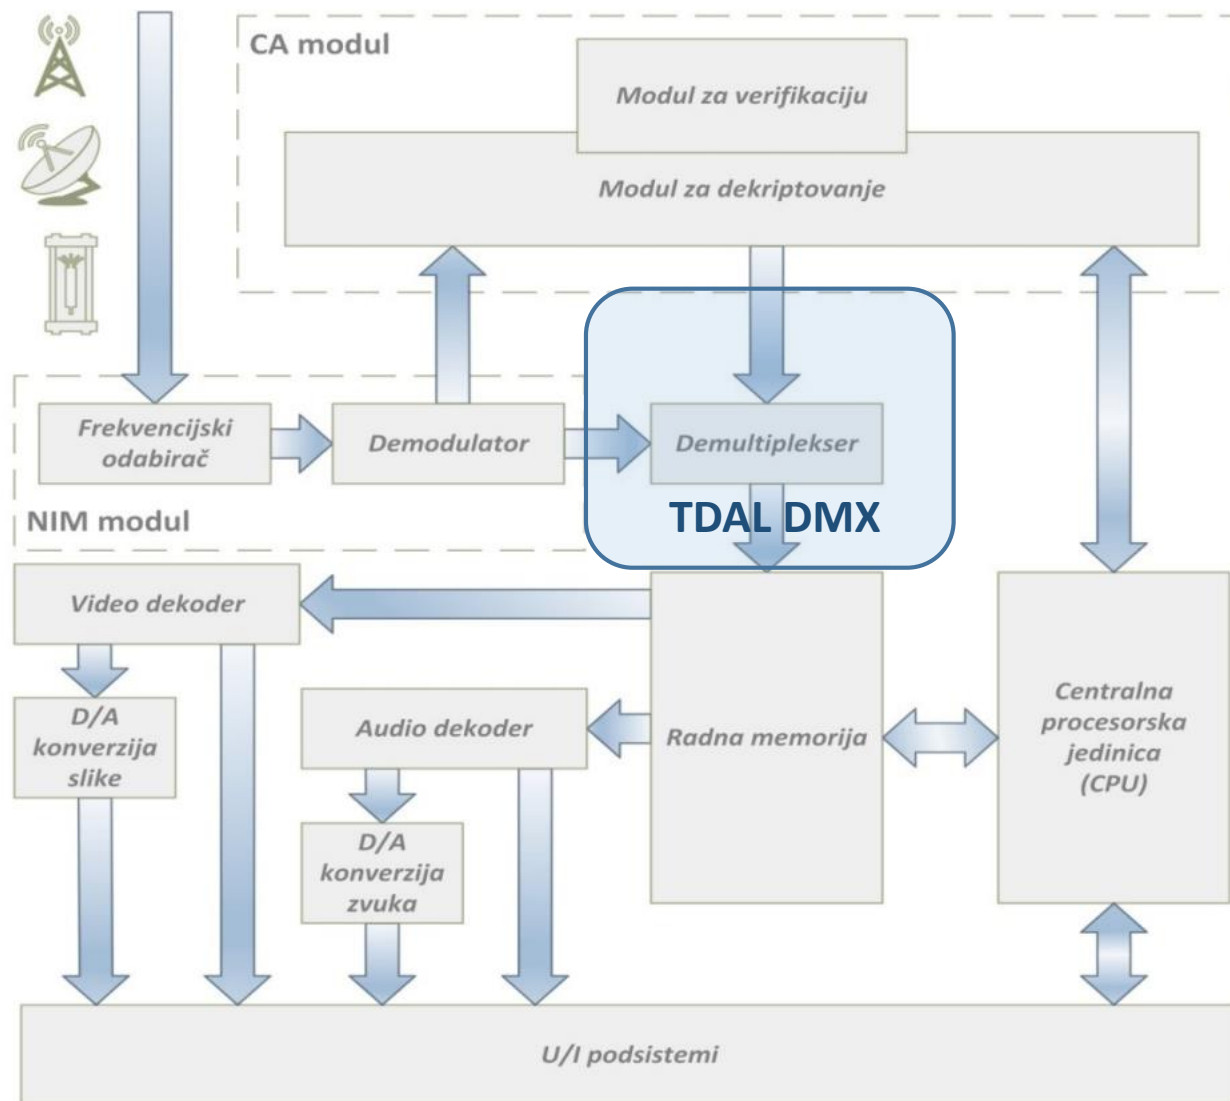 CA modul
Modul za verifikaciju
Modul za dekriptovanje
Frekvencijski
odabirač
Demodulator
Demultiplekser
NIM modul
TDAL DMX
Video dekoder
D/A
konverzija
slike
Audio dekoder
D/A
konverzija
zvuka
Radna memorija
Centralna
procesorska
jedinica
(CPU)
U/I podsistemi